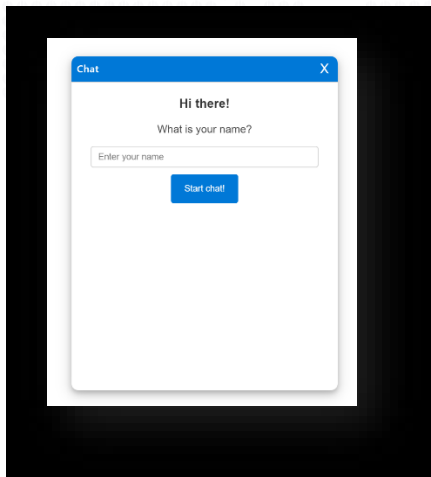 Chat X
Hi there!
What is your name?
Enter your name
Start chat!